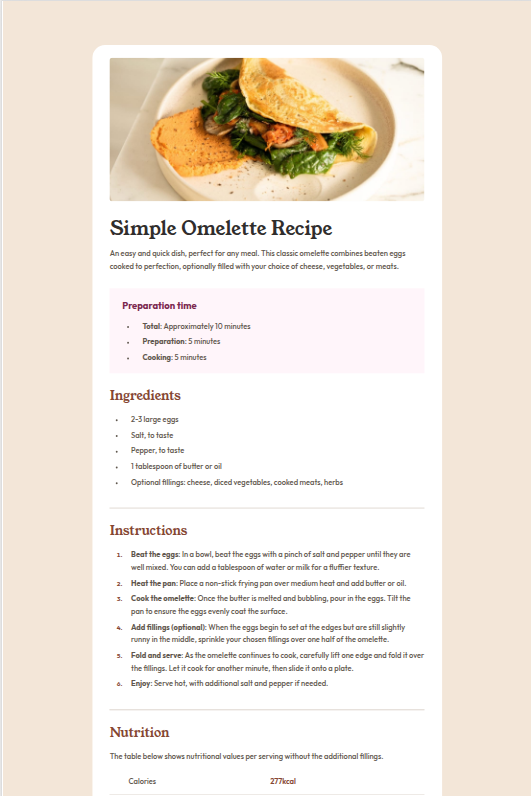 Simple Omelette Recipe
An easy and quick dish, perfect for any meal. This classic omelette combines beaten eggs
cooked to perfection, optionally filled with your choice of cheese, vegetables, or meats.
Preparation time
• Total: Approximately 10 minutes
• Preparation: 5 minutes
• Cooking: 5 minutes
Ingredients
• 2-3 large eggs
• Salt, to taste
• Pepper, to taste
• 1 tablespoon of butter or oil
• Optional fillings: cheese, diced vegetables, cooked meats, herbs
Instructions
1. Beat the eggs: In a bowl, beat the eggs with a pinch of salt and pepper until they are
well mixed. You can add a tablespoon of water or milk for a fluffier texture.
2. Heat the pan: Place a non-stick frying pan over medium heat and add butter or oil.
3. Cook the omelette: Once the butter is melted and bubbling, pour in the eggs. Tilt the
pan to ensure the eggs evenly coat the surface.
4. Add fillings (optional): When the eggs begin to set at the edges but are still slightly
runny in the middle, sprinkle your chosen fillings over one half of the omelette.
5. Fold and serve: As the omelette continues to cook, carefully lift one edge and fold it over
the fillings. Let it cook for another minute, then slide it onto a plate.
6. Enjoy: Serve hot, with additional salt and pepper if needed.
Nutrition
The table below shows nutritional values per serving without the additional fillings.
Calories 277kcal